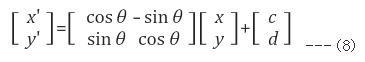 [ x' ]=[ cos θ - sin θ ][ x ]+[ c ]
[ y' ] [ sin θ cos θ ][ y ] [ d ] --- (8)